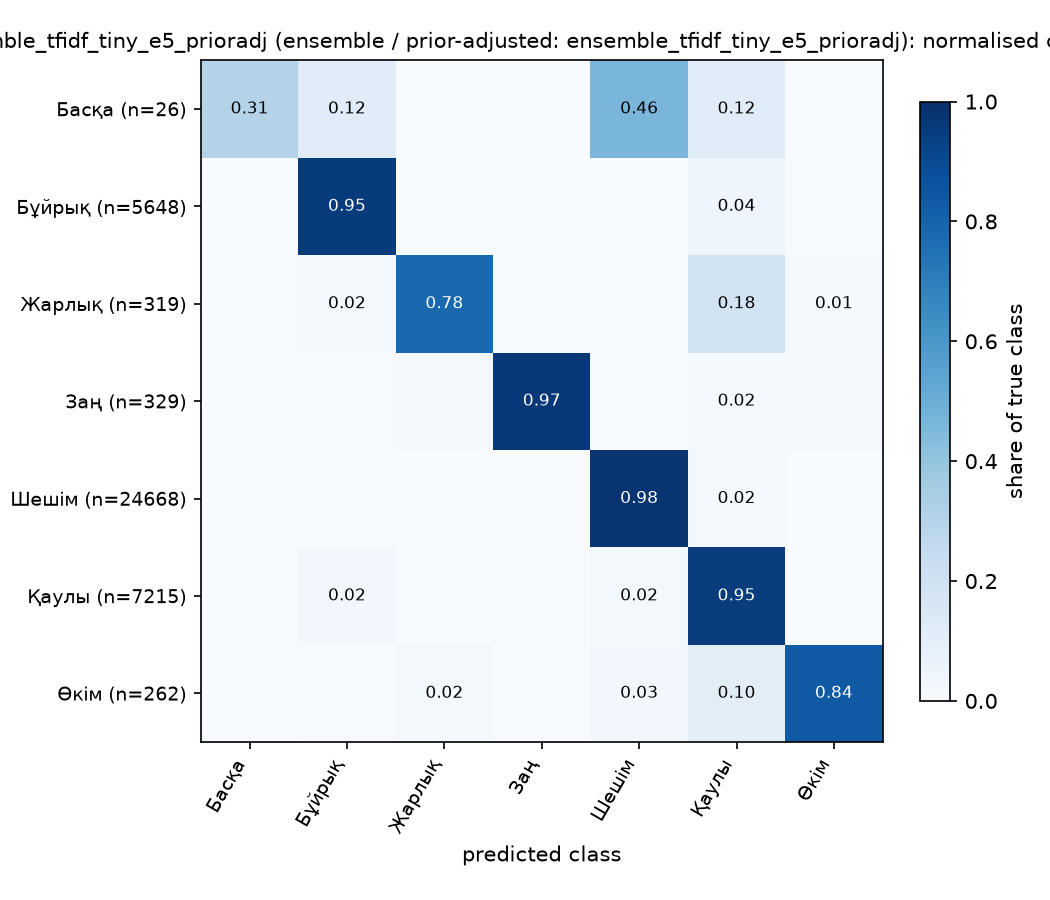 ble_tfidf_tiny_e5_prioradj (ensemble / prior-adjusted: ensemble_tfidf_tiny_e5_prioradj): normalised
Басқа (n=26) 0.31 0.12 0.46 0.12
Бұйрық (n=5648) 0.95 0.04
Жарлық (n=319) 0.02 0.78 0.18 0.01
Заң (n=329) 0.97 0.02
Шешім (n=24668) 0.98 0.02
Қаулы (n=7215) 0.02 0.02 0.95
Өкім (n=262) 0.02 0.03 0.10 0.84
Басқа Бұйрық Жарлық Заң Шешім Қаулы Өкім
predicted class
1.0
0.8
0.6
0.4
0.2
0.0
share of true class